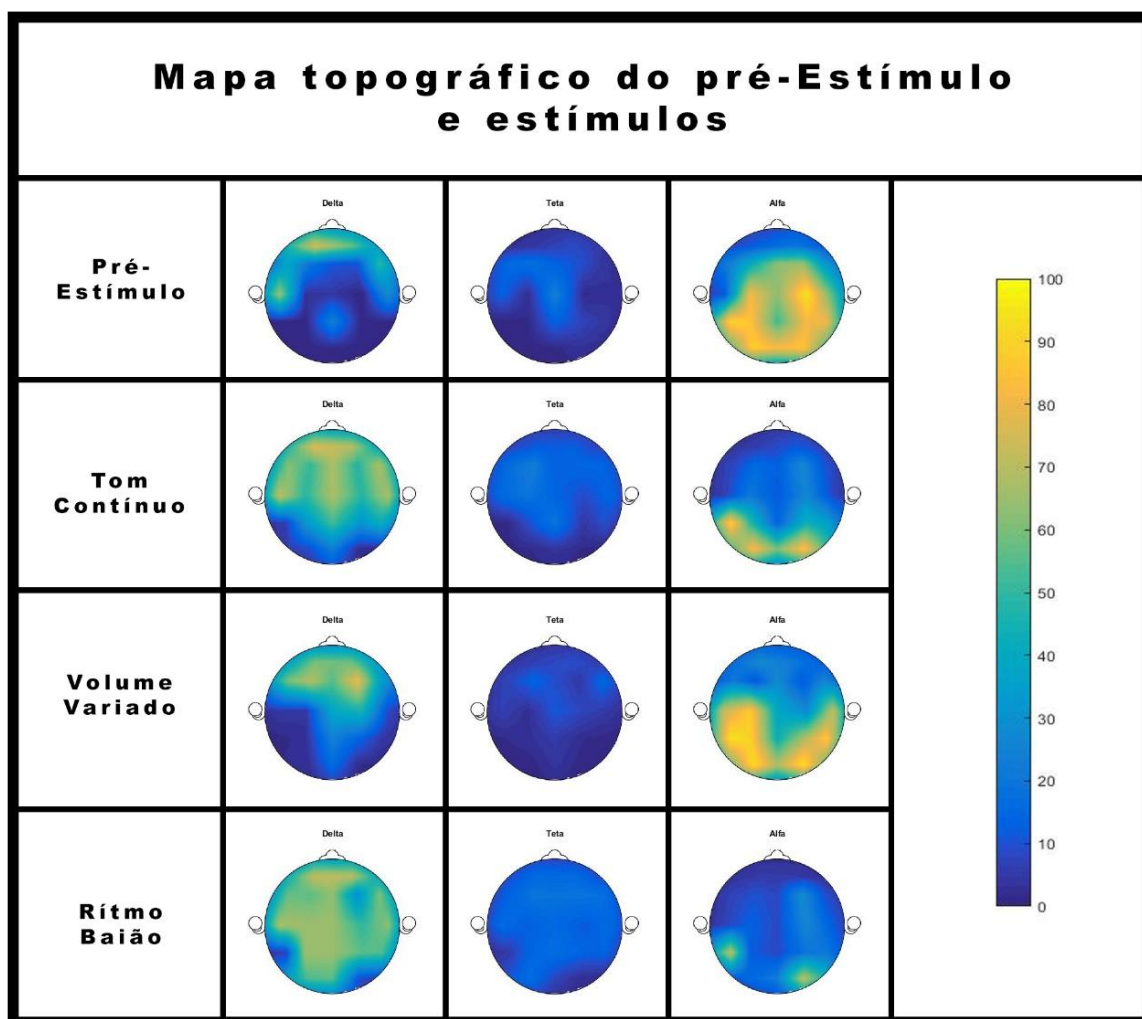 Mapa topográfico do pré-Estímulo
e estímulos
Pré-
Estímulo
Delta
Teta
Alfa
Tom
Contínuo
Delta
Teta
Alfa
Volume
Variado
Delta
Teta
Alfa
Rítmo
Baião
Delta
Teta
Alfa
100
90
80
70
60
50
40
30
20
10
0